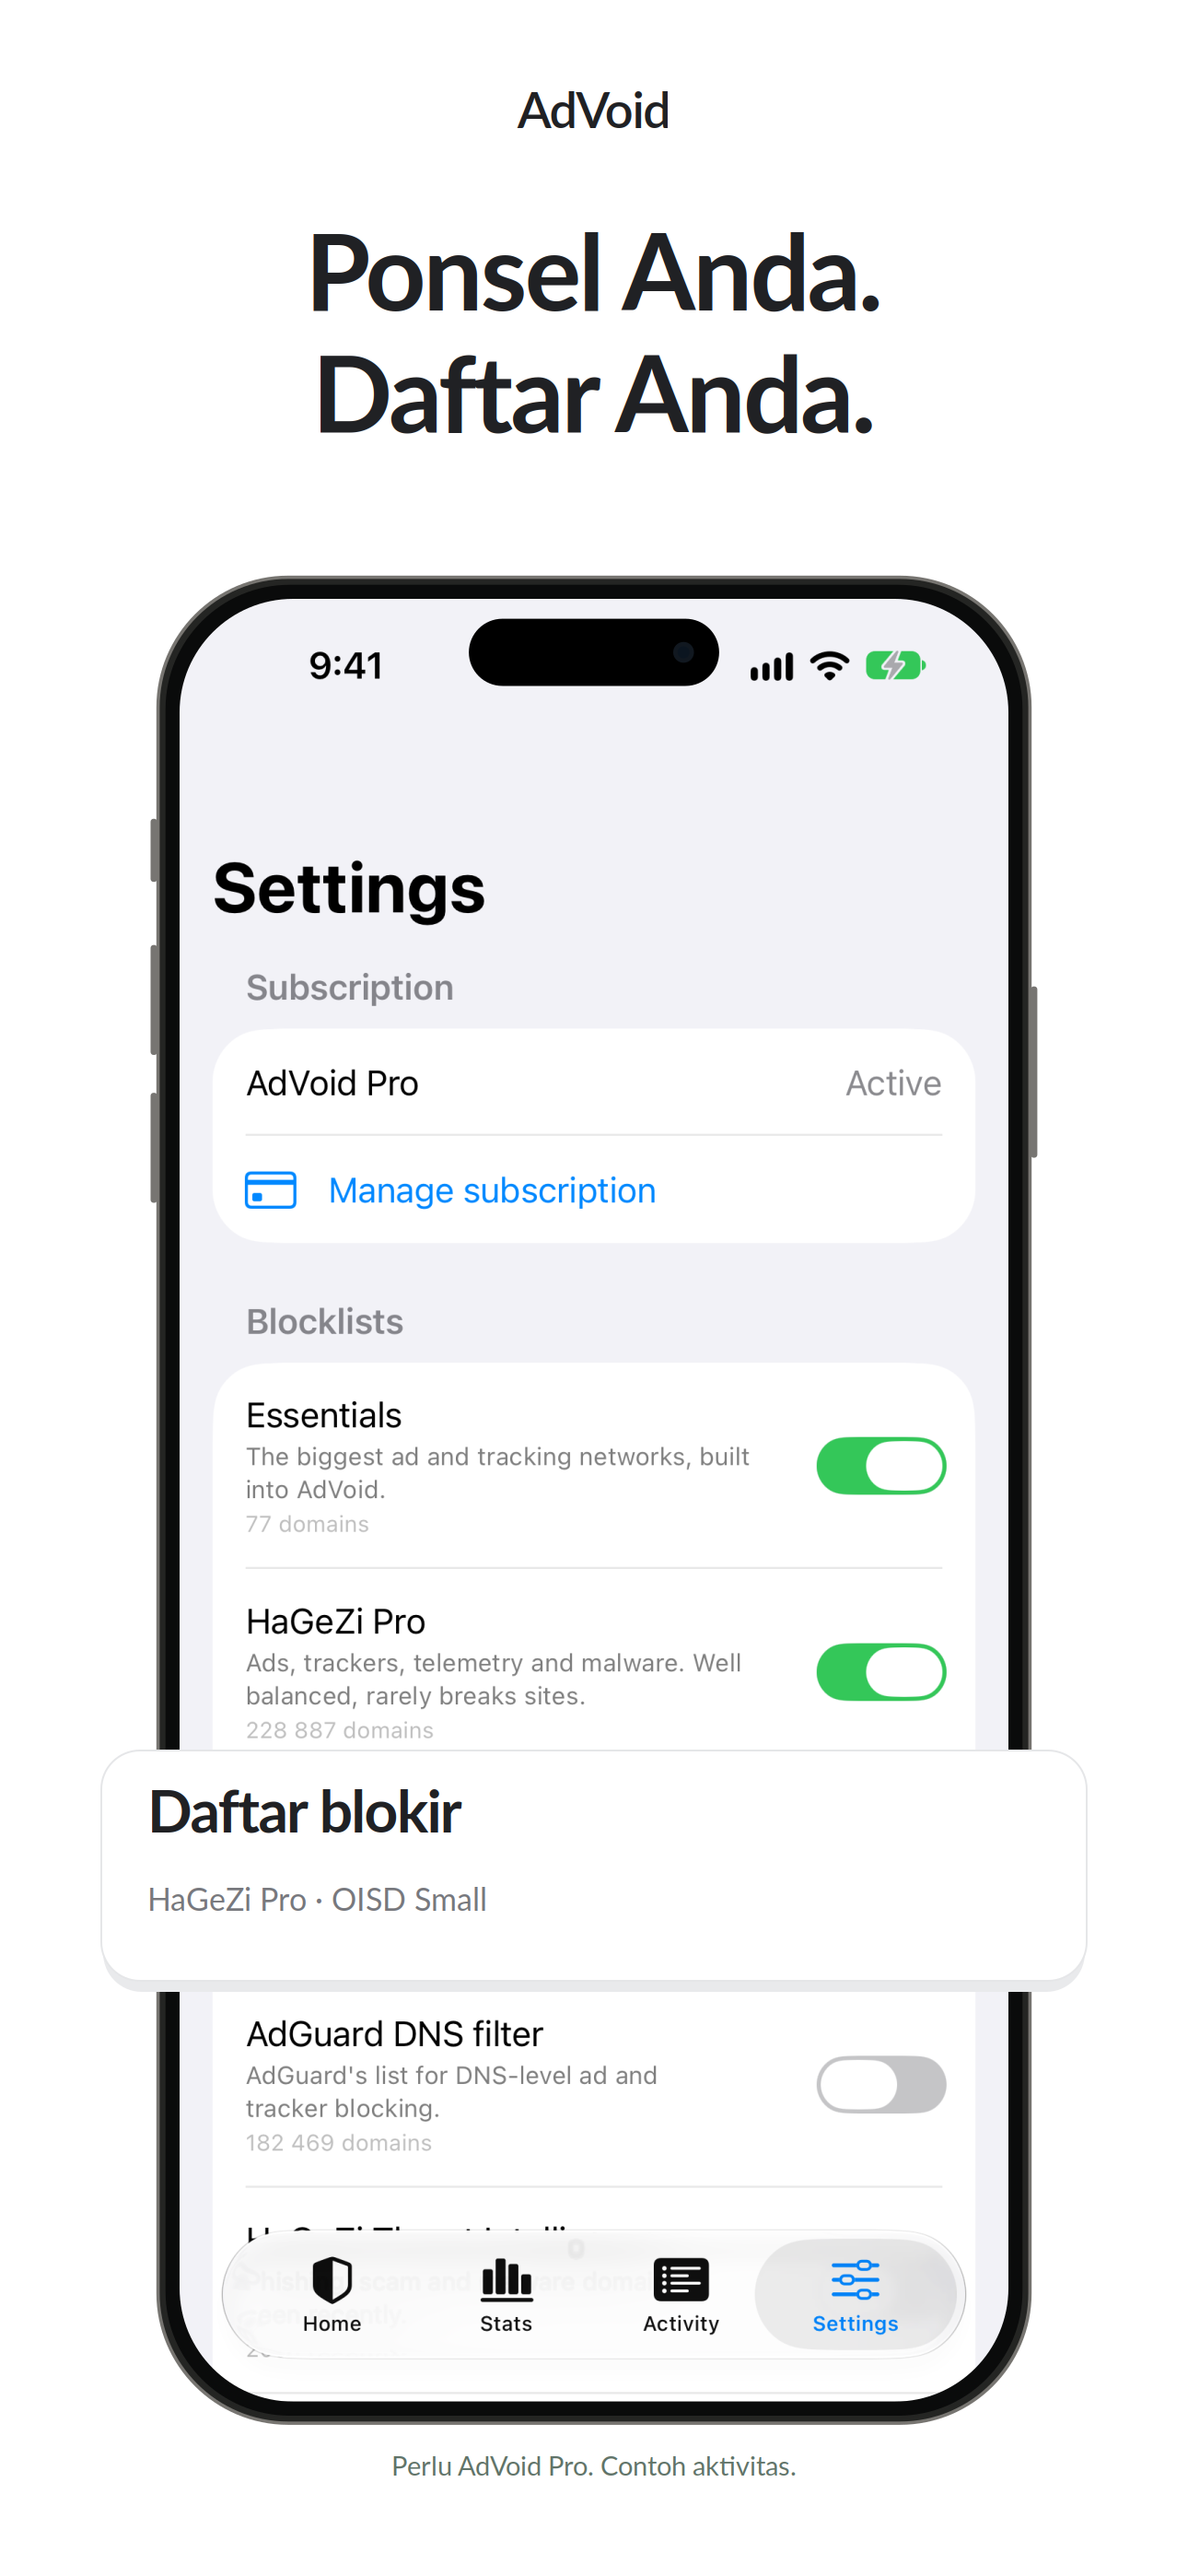 AdVoid
Ponsel Anda.
Daftar Anda.
9:41
Settings
Subscription
AdVoid Pro
Active
Manage subscription
Blocklists
Essentials
The biggest ad and tracking networks, built
into AdVoid.
77 domains
HaGeZi Pro
Ads, trackers, telemetry and malware. Well
balanced, rarely breaks sites.
228 887 domains
Daftar blokir
HaGeZi Pro · OISD Small
AdGuard DNS filter
AdGuard's list for DNS-level ad and
tracker blocking.
182 469 domains
Home
Stats
Activity
Settings
Perlu AdVoid Pro. Contoh aktivitas.